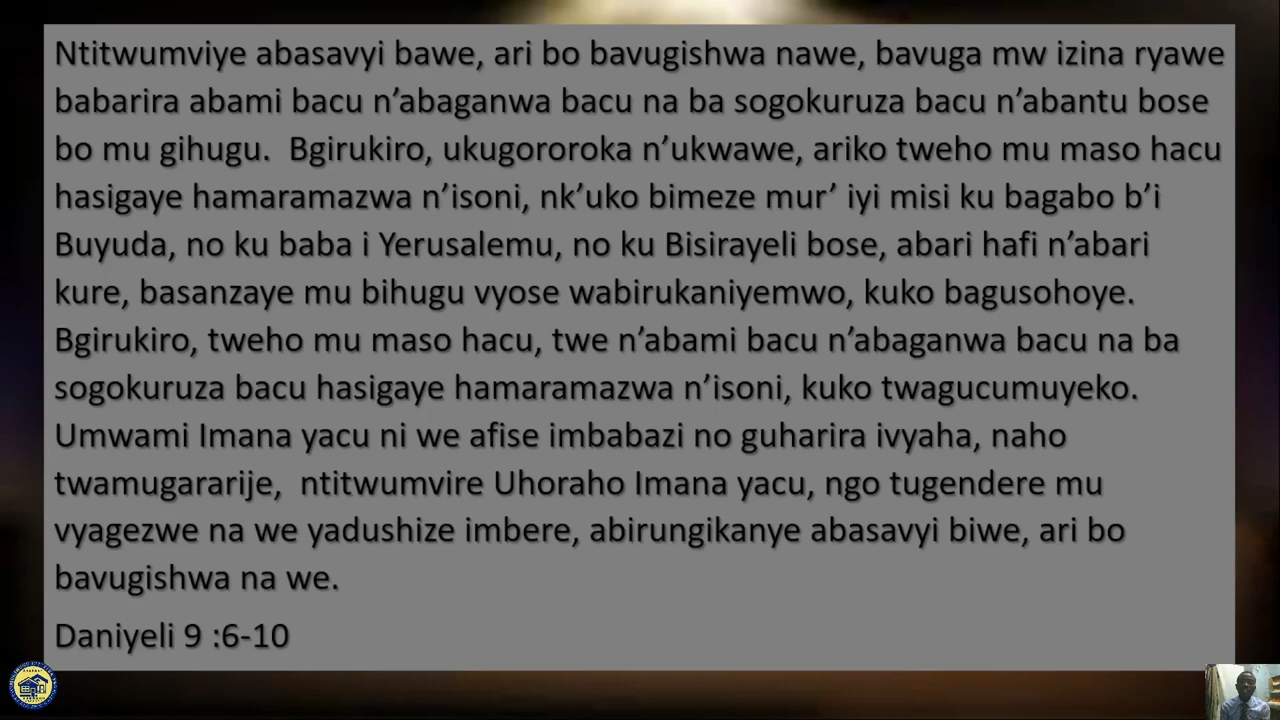 Ntitwumviye abasavyi bawe, ari bo bavugishwa nawe, bavuga mw izina ryawe
babarira abami bacu n’abaganwa bacu na ba sogokuruza bacu n’abantu bose
bo mu gihugu.  Bgirukiro, ukugororoka n’ukwawe, ariko tweho mu maso hacu
hasigaye hamaramazwa n’isoni, nk’uko bimeze mur’ iyi misi ku bagabo b’i
Buyuda, no ku baba i Yerusalemu, no ku Bisirayeli bose, abari hafi n’abari
kure, basanzaye mu bihugu vyose wabirukaniyemwo, kuko bagusohoye.
Bgirukiro, tweho mu maso hacu, twe n’abami bacu n’abaganwa bacu na ba
sogokuruza bacu hasigaye hamaramazwa n’isoni, kuko twagucumuyeko.
Umwami Imana yacu ni we afise imbabazi no guharira ivyaha, naho
twamugararije,  ntitwumvire Uhoraho Imana yacu, ngo tugendere mu
vyagezwe na we yadushize imbere, abirungikanye abasavyi biwe, ari bo
bavugishwa na we.
Daniyeli 9 :6-10